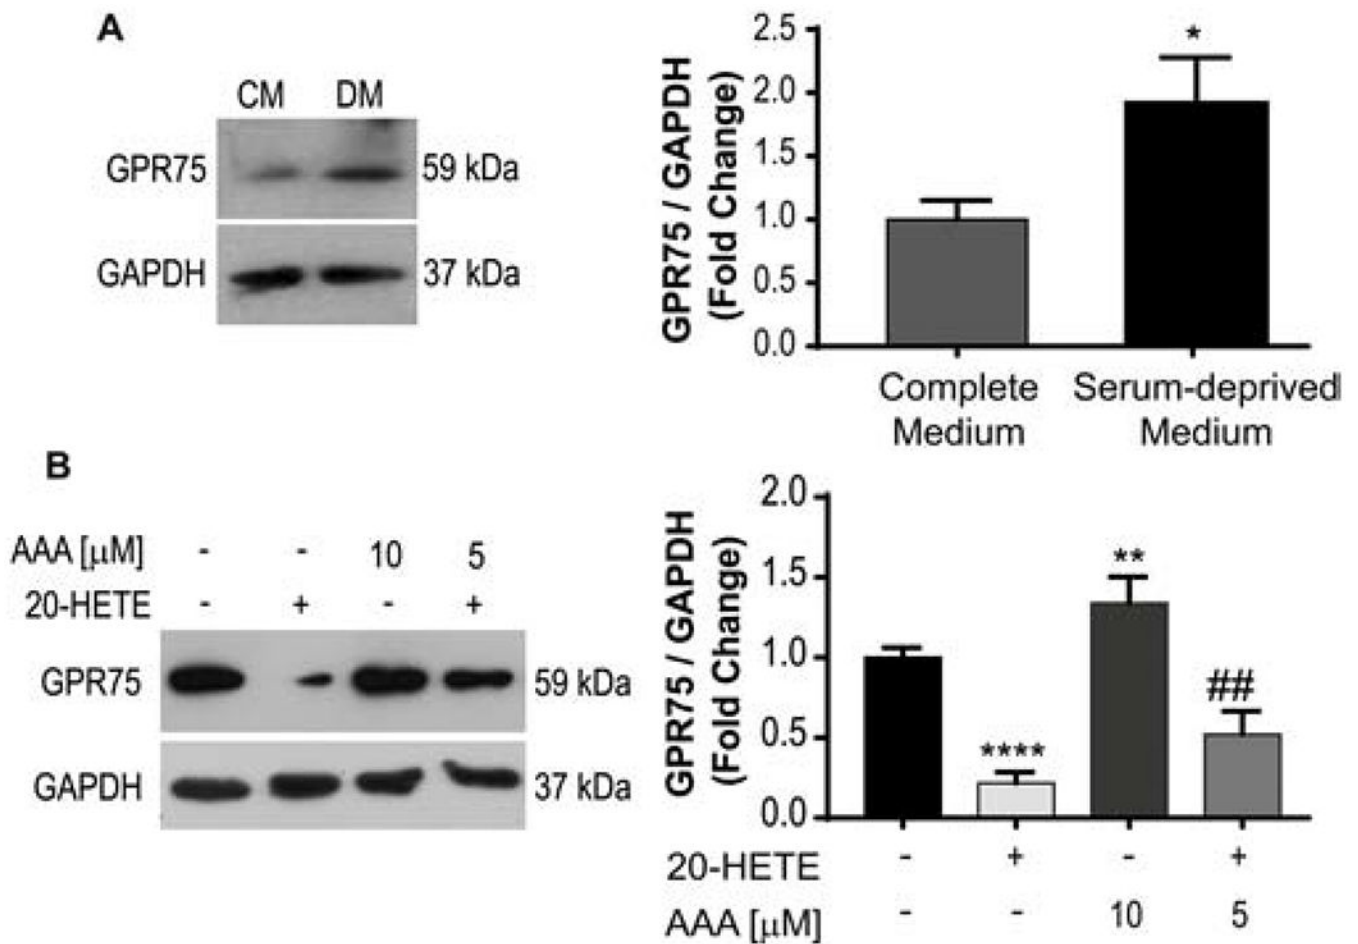 A
CM DM
GPR75 59 kDa
GAPDH 37 kDa
GPR75 / GAPDH
(Fold Change)
2.5
2.0
1.5
1.0
0.5
0.0
*
Complete
Medium
Serum-deprived
Medium
B
AAA [μM] - - 10 5
20-HETE - + - +
GPR75 59 kDa
GAPDH 37 kDa
GPR75 / GAPDH
(Fold Change)
2.0
1.5
1.0
0.5
0.0
****
**
##
20-HETE - + - +
AAA [μM] - - 10 5